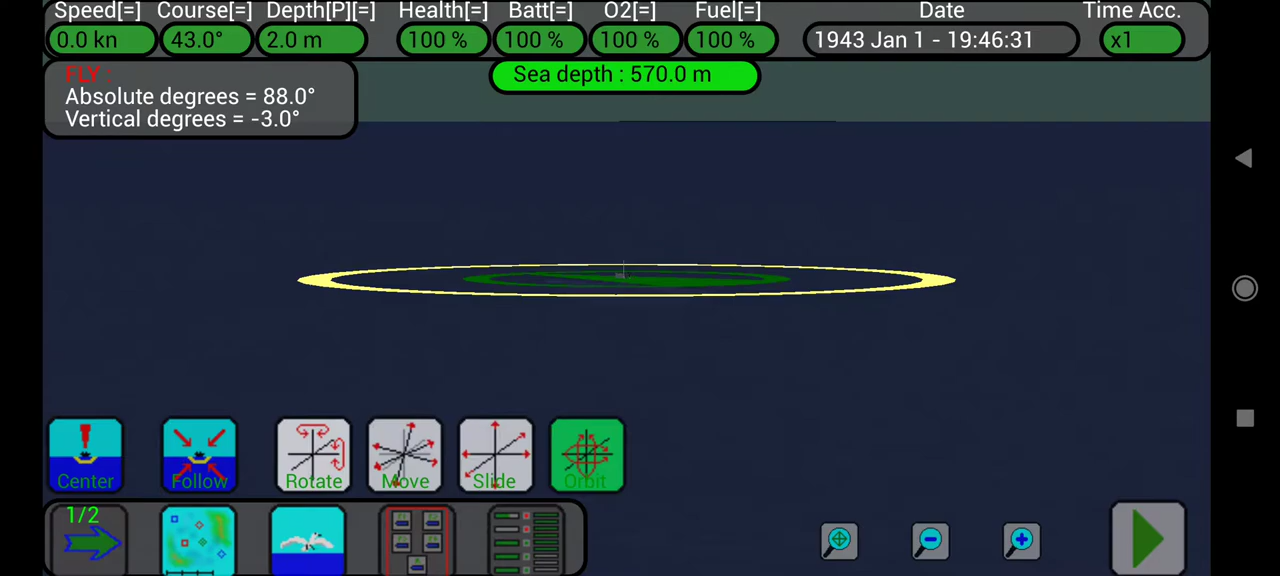 Speed[=] Course[=] Depth[P][=] Health[=] Batt[=] O2[=] Fuel[=] Date Time Acc.
0.0 kn 43.0° 2.0 m 100 % 100 % 100 % 100 % 1943 Jan 1 - 19:46:31 x1
FLY :
Absolute degrees = 88.0°
Vertical degrees = -3.0°
Sea depth : 570.0 m
Center Follow Rotate Move Slide Orbit
1/2